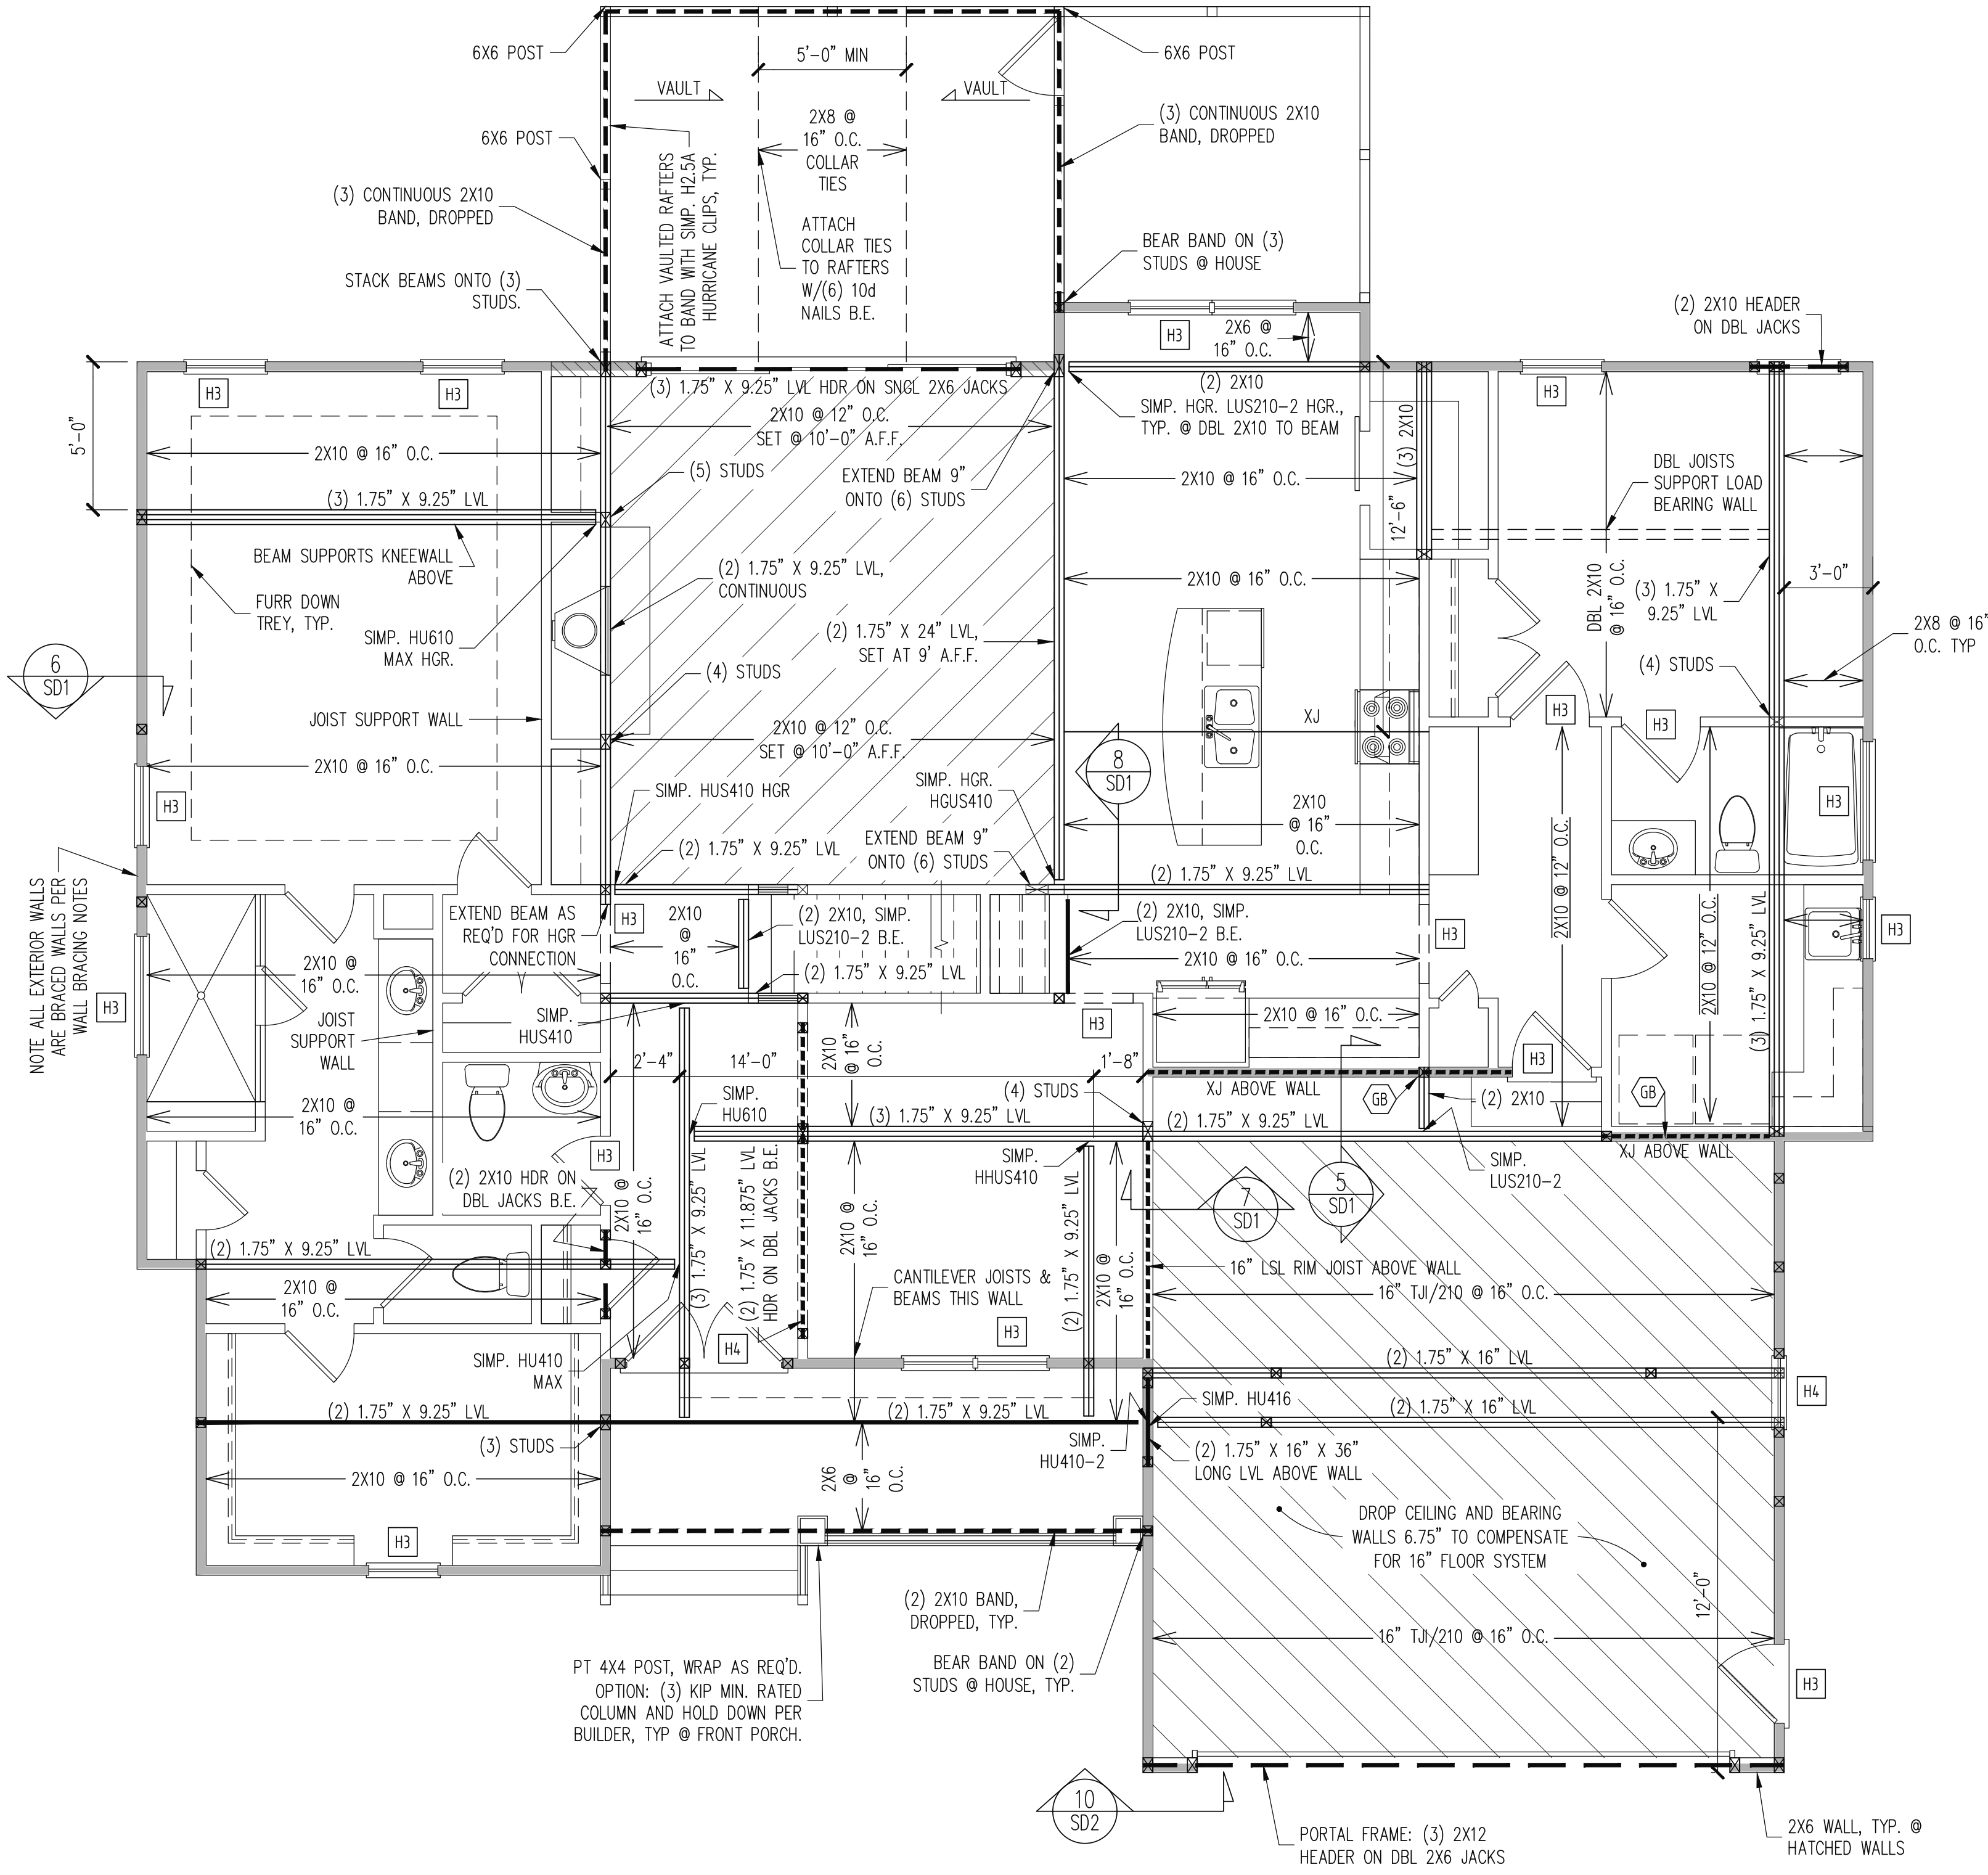 6X6 POST
5'-0" MIN
6X6 POST
VAULT
VAULT
6X6 POST
2X8 @
16" O.C.
COLLAR
TIES
(3) CONTINUOUS 2X10
BAND, DROPPED
(3) CONTINUOUS 2X10
BAND, DROPPED
ATTACH VAULTED RAFTERS
TO BAND WITH SIMP. H2.5A
HURRICANE CLIPS, TYP.
ATTACH
COLLAR TIES
TO RAFTERS
W/(6) 10d
NAILS B.E.
STACK BEAMS ONTO (3)
STUDS.
BEAR BAND ON (3)
STUDS @ HOUSE
H3
2X6 @
16" O.C.
(2) 2X10 HEADER
ON DBL JACKS
H3
H3
H3
(3) 1.75" X 9.25" LVL HDR ON SNGL 2X6 JACKS
2X10 @ 12" O.C.
SET @ 10'-0" A.F.F.
(2) 2X10
SIMP. HGR. LUS210-2 HGR.,
TYP. @ DBL 2X10 TO BEAM
(3) 2X10
5'-0"
2X10 @ 16" O.C.
(5) STUDS
EXTEND BEAM 9"
ONTO (6) STUDS
2X10 @ 16" O.C.
DBL JOISTS
SUPPORT LOAD
BEARING WALL
(3) 1.75" X 9.25" LVL
12'-6"
BEAM SUPPORTS KNEEWALL
ABOVE
(2) 1.75" X 9.25" LVL,
CONTINUOUS
2X10 @ 16" O.C.
DBL 2X10
@ 16" O.C.
(3) 1.75" X
9.25" LVL
3'-0"
FURR DOWN
TREY, TYP.
SIMP. HU610
MAX HGR.
(2) 1.75" X 24" LVL,
SET AT 9' A.F.F.
2X8 @ 16"
O.C. TYP
6
SD1
(4) STUDS
(4) STUDS
JOIST SUPPORT WALL
2X10 @ 12" O.C.
SET @ 10'-0" A.F.F.
XJ
H3
H3
2X10 @ 16" O.C.
8
SD1
H3
SIMP. HUS410 HGR
SIMP. HGR.
HGUS410
2X10
@ 16"
O.C.
H3
(2) 1.75" X 9.25" LVL
EXTEND BEAM 9"
ONTO (6) STUDS
(2) 1.75" X 9.25" LVL
2X10 @ 12" O.C.
NOTE ALL EXTERIOR WALLS
ARE BRACED WALLS PER
WALL BRACING NOTES
EXTEND BEAM AS
REQ'D FOR HGR
CONNECTION
H3
2X10
@
16"
O.C.
(2) 2X10, SIMP.
LUS210-2 B.E.
(2) 2X10, SIMP.
LUS210-2 B.E.
H3
2X10 @ 12" O.C.
(3) 1.75" X 9.25" LVL
H3
2X10 @
16" O.C.
(2) 1.75" X 9.25" LVL
2X10 @ 16" O.C.
H3
JOIST
SUPPORT
WALL
SIMP.
HUS410
H3
2X10 @ 16" O.C.
2'-4"
14'-0"
2X10
@ 16"
O.C.
1'-8"
H3
SIMP.
HU610
(4) STUDS
XJ ABOVE WALL
GB
(2) 2X10
GB
2X10 @
16" O.C.
(3) 1.75" X 9.25" LVL
(2) 1.75" X 9.25" LVL
XJ ABOVE WALL
H3
(2) 2X10 HDR ON
DBL JACKS B.E.
2X10 @
16" O.C.
(3) 1.75" X 9.25" LVL
(2) 1.75" X 11.875" LVL
HDR ON DBL JACKS B.E.
SIMP.
HHUS410
SIMP.
LUS210-2
7
SD1
5
SD1
2X10 @
16" O.C.
(2) 1.75" X 9.25" LVL
2X10 @
16" O.C.
(2) 1.75" X 9.25" LVL
16" LSL RIM JOIST ABOVE WALL
2X10 @
16" O.C.
CANTILEVER JOISTS &
BEAMS THIS WALL
16" TJI/210 @ 16" O.C.
H4
H3
SIMP. HU410
MAX
(2) 1.75" X 16" LVL
H4
SIMP. HU416
(2) 1.75" X 9.25" LVL
(2) 1.75" X 9.25" LVL
(2) 1.75" X 16" LVL
(3) STUDS
SIMP.
HU410-2
(2) 1.75" X 16" X 36"
LONG LVL ABOVE WALL
2X10 @ 16" O.C.
2X6
@
16"
O.C.
DROP CEILING AND BEARING
WALLS 6.75" TO COMPENSATE
FOR 16" FLOOR SYSTEM
H3
(2) 2X10 BAND,
DROPPED, TYP.
12'-0"
16" TJI/210 @ 16" O.C.
PT 4X4 POST, WRAP AS REQ'D.
OPTION: (3) KIP MIN. RATED
COLUMN AND HOLD DOWN PER
BUILDER, TYP @ FRONT PORCH.
BEAR BAND ON (2)
STUDS @ HOUSE, TYP.
H3
10
SD2
PORTAL FRAME: (3) 2X12
HEADER ON DBL 2X6 JACKS
2X6 WALL, TYP. @
HATCHED WALLS